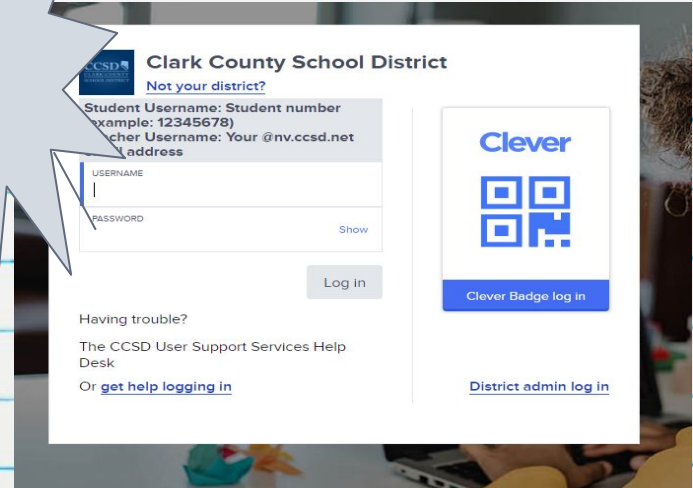 CCSD
CLARK COUNTY
SCHOOL DISTRICT
Clark County School District
Not your district?
Student Username: Student number
example: 12345678)
cher Username: Your @nv.ccsd.net
address
USERNAME
PASSWORD
Show
Log in
Having trouble?
The CCSD User Support Services Help
Desk
Or get help logging in
Clever
Clever Badge log in
District admin log in